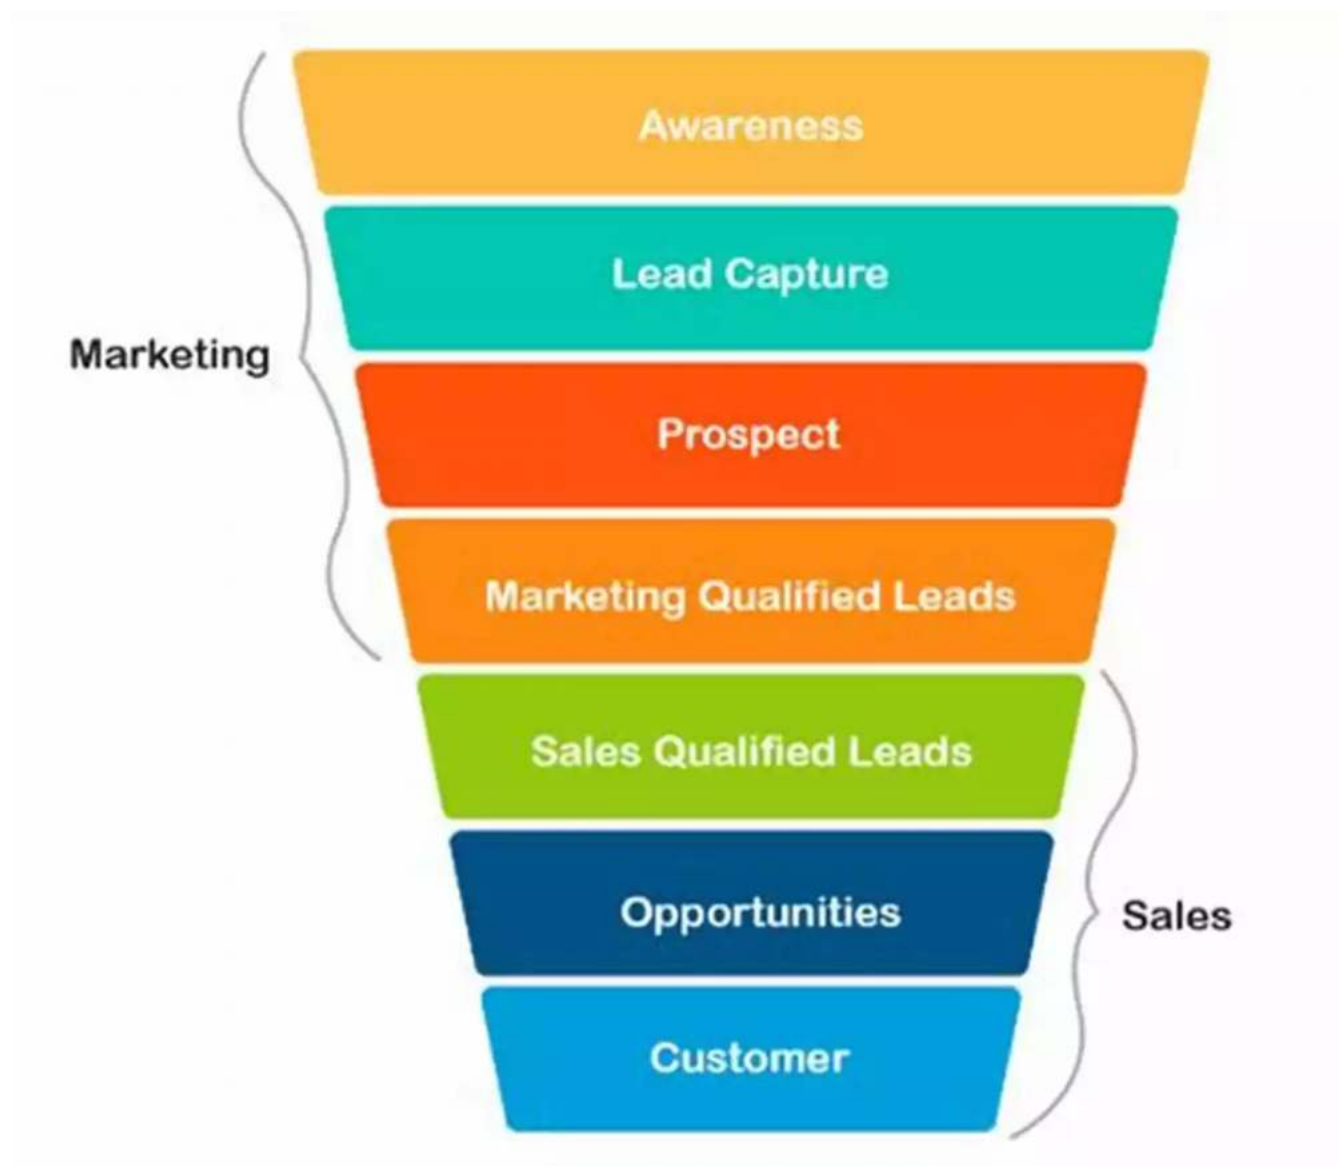 Awareness
Lead Capture
Marketing
Prospect
Marketing Qualified Leads
Sales Qualified Leads
Opportunities
Sales
Customer